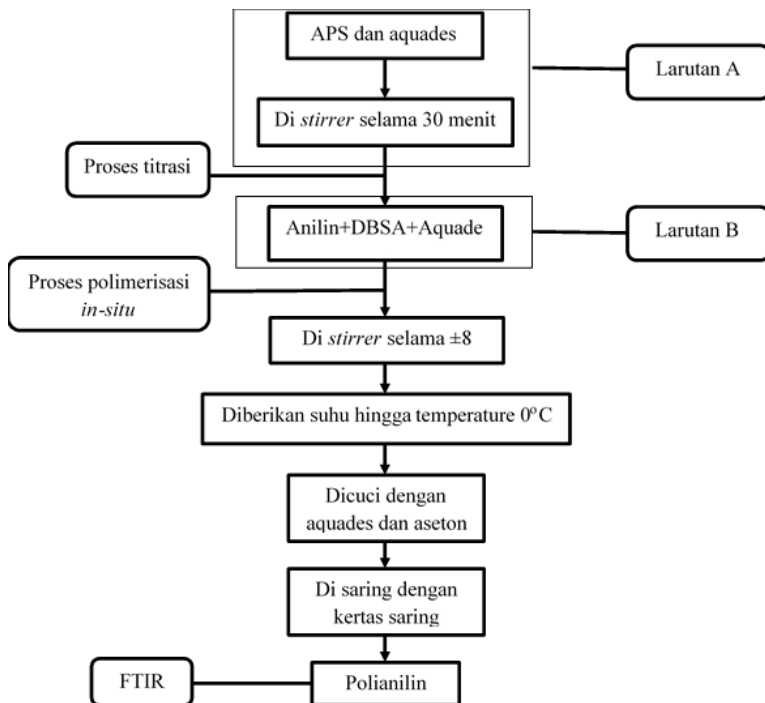 APS dan aquades
Larutan A
Di stirrer selama 30 menit
Proses titrasi
Anilin+DBSA+Aquade
Larutan B
Proses polimerisasi
in-situ
Di stirrer selama ±8
Diberikan suhu hingga temperature 0°C
Dicuci dengan
aquades dan aseton
Di saring dengan
kertas saring
FTIR
Polianilin